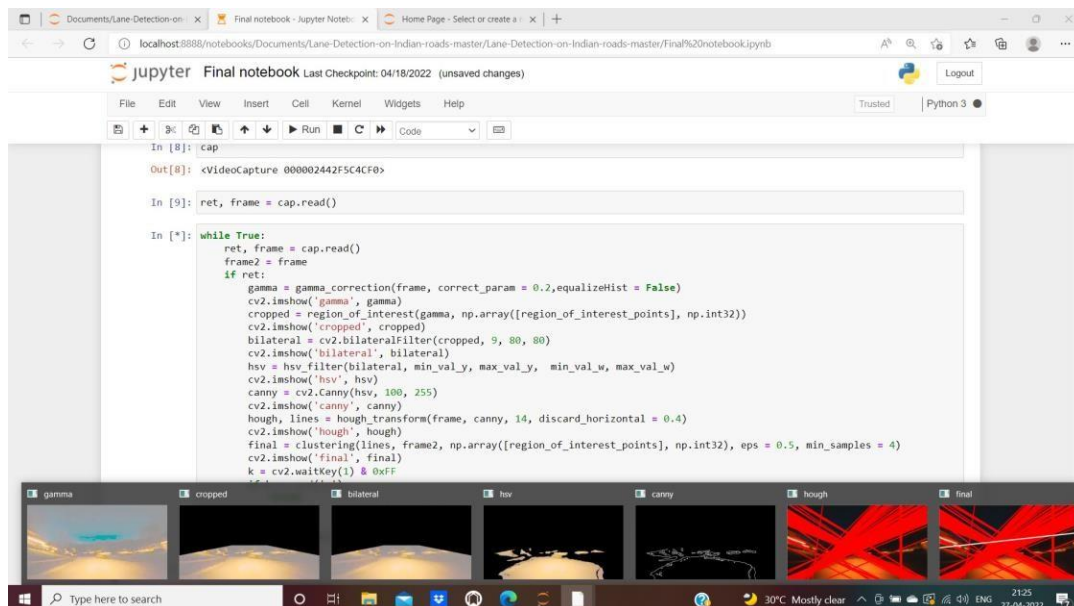 Documents/Lane-Detection-on-
Final notebook - Jupyter Noteb
Home Page - Select or create a
localhost:8888/notebooks/Documents/Lane-Detection-on-Indian-roads-master/Lane-Detection-on-Indian-roads-master/Final%20notebook.ipynb
jupyter Final notebook Last Checkpoint: 04/18/2022 (unsaved changes)
Logout
File Edit View Insert Cell Kernel Widgets Help
Trusted Python 3
Run Code
In [8]: cap
Out[8]: <VideoCapture 000002442F5C4CF0>
In [9]: ret, frame = cap.read()
In [*]: while True:
ret, frame = cap.read()
frame2 = frame
if ret:
gamma = gamma_correction(frame, correct_param = 0.2,equalizeHist = False)
cv2.imshow('gamma', gamma)
cropped = region_of_interest(gamma, np.array([region_of_interest_points], np.int32))
cv2.imshow('cropped', cropped)
bilateral = cv2.bilateralFilter(cropped, 9, 80, 80)
cv2.imshow('bilateral', bilateral)
hsv = hsv_filter(bilateral, min_val_y, max_val_y,  min_val_w, max_val_w)
cv2.imshow('hsv', hsv)
canny = cv2.Canny(hsv, 100, 255)
cv2.imshow('canny', canny)
hough, lines = hough_transform(frame, canny, 14, discard_horizontal = 0.4)
cv2.imshow('hough', hough)
final = clustering(lines, frame2, np.array([region_of_interest_points], np.int32), eps = 0.5, min_samples = 4)
cv2.imshow('final', final)
k = cv2.waitKey(1) & 0xFF
gamma cropped bilateral hsv canny hough final
Type here to search
30°C Mostly clear
ENG
21:25
27-04-2022